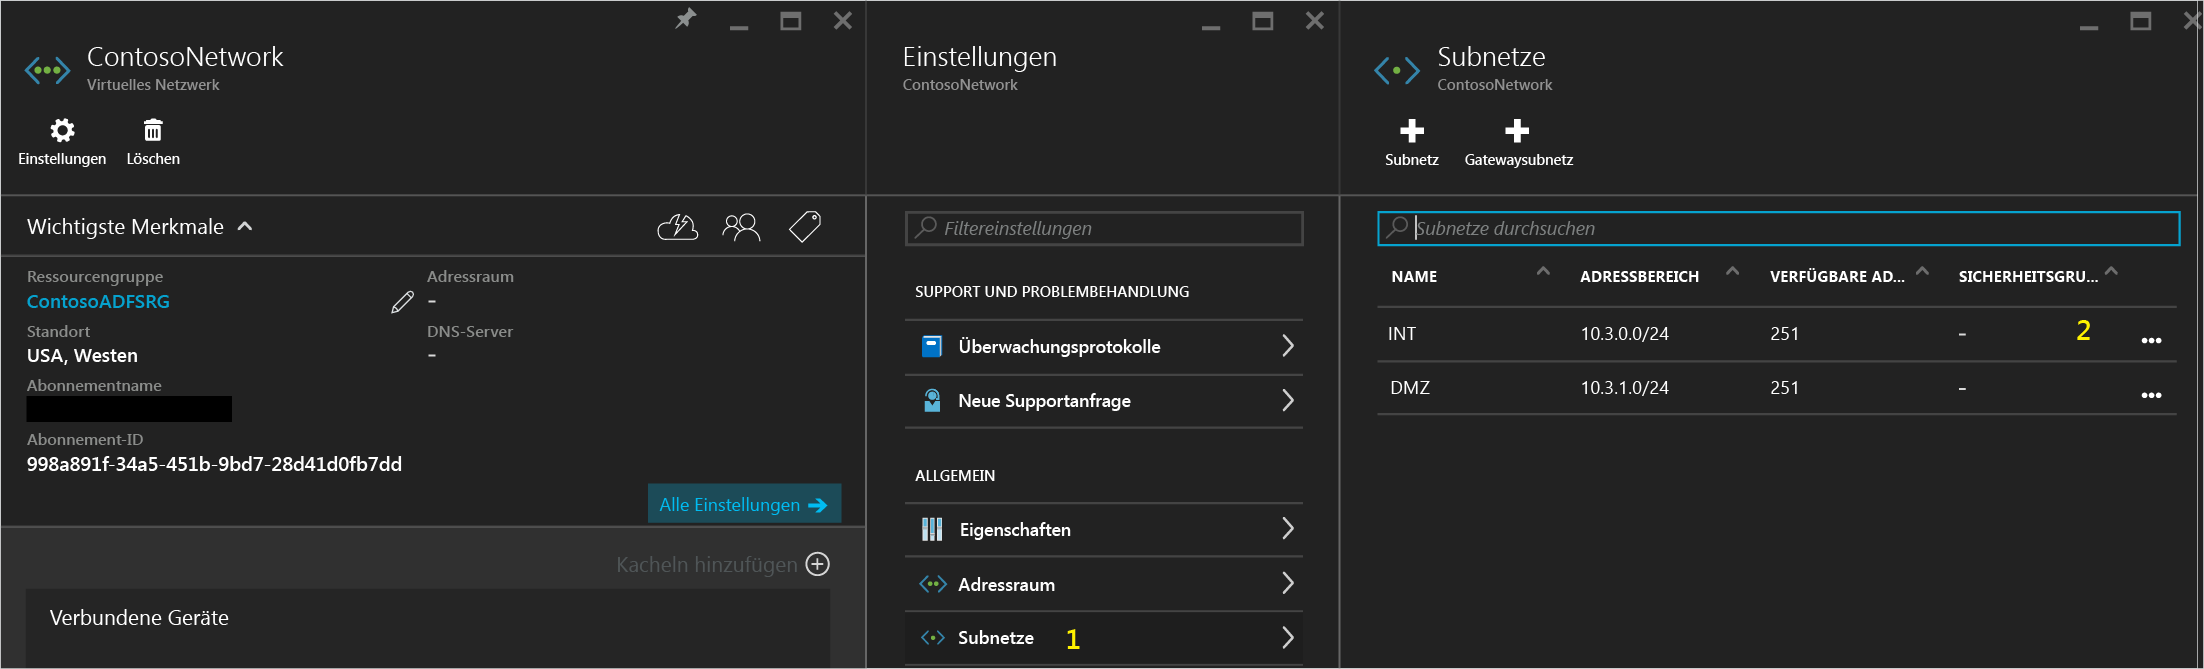 ContosoNetwork
Virtuelles Netzwerk
Einstellungen
Löschen
Wichtigste Merkmale
Ressourcengruppe
ContosoADFSRG
Adressraum
-
Standort
USA, Westen
DNS-Server
-
Abonnementname
Abonnement-ID
998a891f-34a5-451b-9bd7-28d41d0fb7dd
Alle Einstellungen
Kacheln hinzufügen
Verbundene Geräte
Einstellungen
ContosoNetwork
Filtereinstellungen
SUPPORT UND PROBLEMBEHANDLUNG
Überwachungsprotokolle
Neue Supportanfrage
ALLGEMEIN
Eigenschaften
Adressraum
Subnetze 1
Subnetze
ContosoNetwork
Subnetz
Gatewaysubnetz
Subnetze durchsuchen
NAME ADRESSBEREICH VERFÜGBARE AD... SICHERHEITSGRU...
INT 10.3.0.0/24 251 - 2 ...
DMZ 10.3.1.0/24 251 - ...